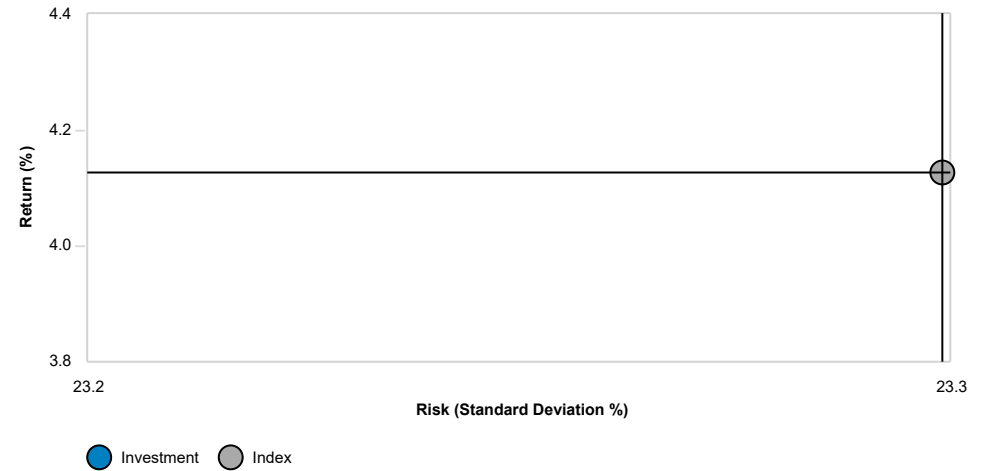 4.4
4.2
4.0
3.8
Return (%)
23.2
23.3
Risk (Standard Deviation %)
Investment Index